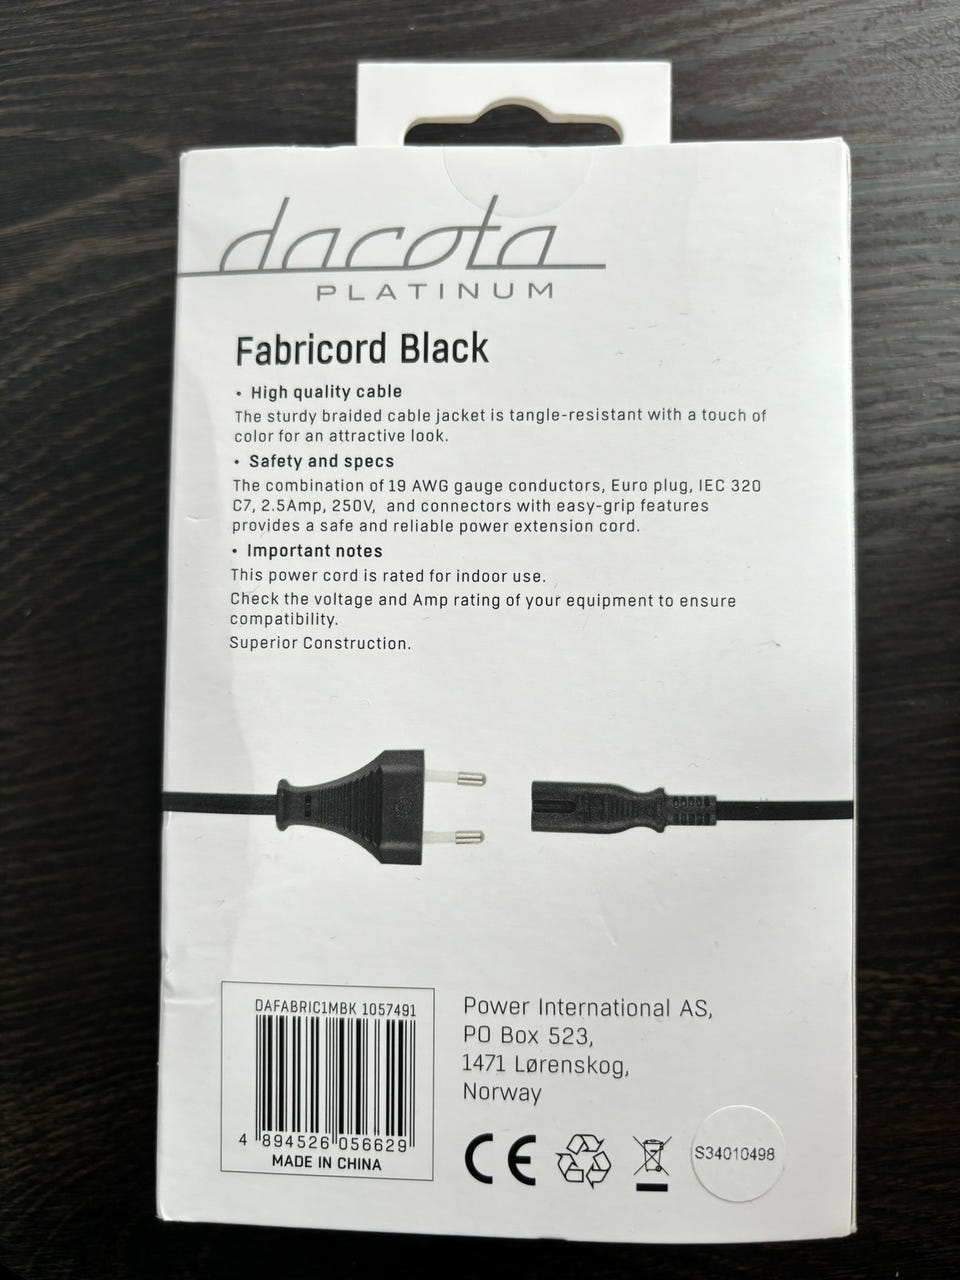 dacota
PLATINUM
Fabricord Black
• High quality cable
The sturdy braided cable jacket is tangle-resistant with a touch of
color for an attractive look.
• Safety and specs
The combination of 19 AWG gauge conductors, Euro plug, IEC 320
C7, 2.5Amp, 250V, and connectors with easy-grip features
provides a safe and reliable power extension cord.
• Important notes
This power cord is rated for indoor use.
Check the voltage and Amp rating of your equipment to ensure
compatibility.
Superior Construction.
DAFABRIC1MBK 1057491
4 894526 056629
MADE IN CHINA
Power International AS,
PO Box 523,
1471 Lørenskog,
Norway
CE
S34010498